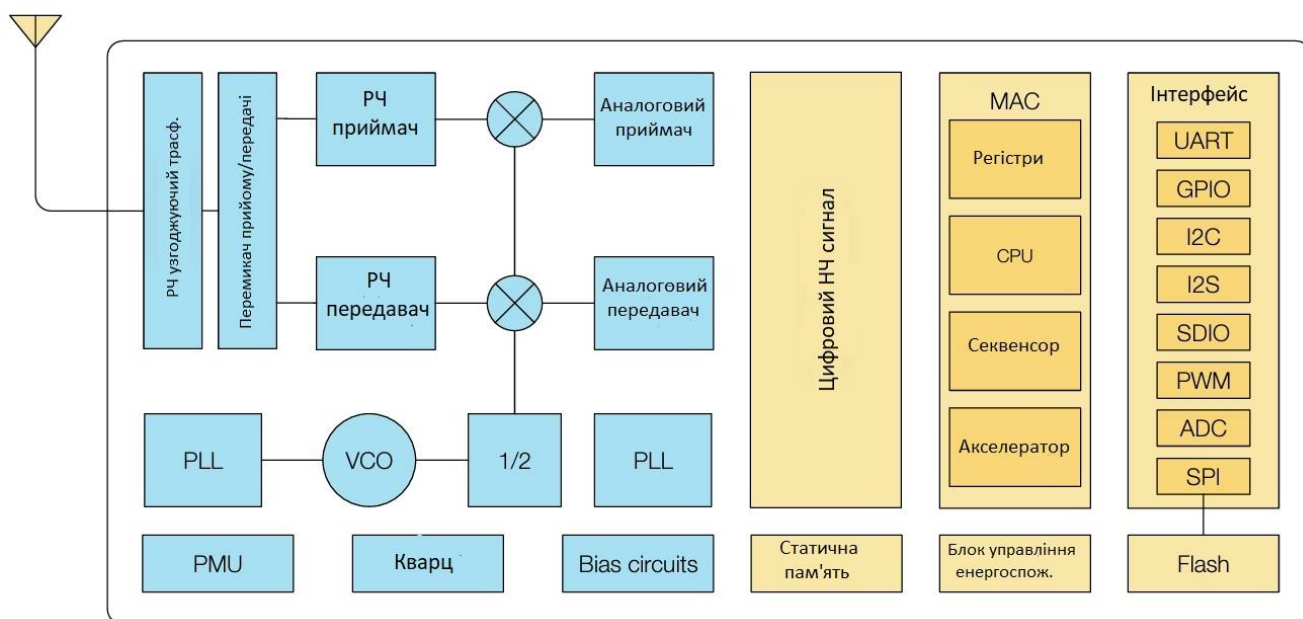 РЧ узгоджуючий трасф.
Перемикач прийому/передачі
РЧ
приймач
Аналоговий
приймач
РЧ
передавач
Аналоговий
передавач
PLL
VCO
1/2
PLL
PMU
Кварц
Bias circuits
Цифровий НЧ сигнал
Статична
пам'ять
MAC
Регістри
CPU
Секвенсор
Акселератор
Блок управління
енергоспож.
Інтерфейс
UART
GPIO
I2C
I2S
SDIO
PWM
ADC
SPI
Flash